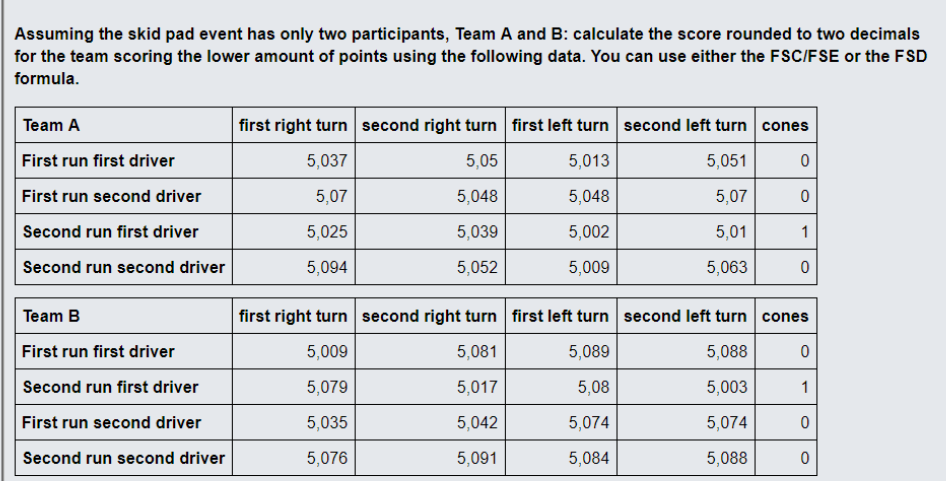 Assuming the skid pad event has only two participants, Team A and B: calculate the score rounded to two decimals
for the team scoring the lower amount of points using the following data. You can use either the FSC/FSE or the FSD
formula.
Team A first right turn second right turn first left turn second left turn cones
First run first driver 5,037 5,05 5,013 5,051 0
First run second driver 5,07 5,048 5,048 5,07 0
Second run first driver 5,025 5,039 5,002 5,01 1
Second run second driver 5,094 5,052 5,009 5,063 0
Team B first right turn second right turn first left turn second left turn cones
First run first driver 5,009 5,081 5,089 5,088 0
Second run first driver 5,079 5,017 5,08 5,003 1
First run second driver 5,035 5,042 5,074 5,074 0
Second run second driver 5,076 5,091 5,084 5,088 0